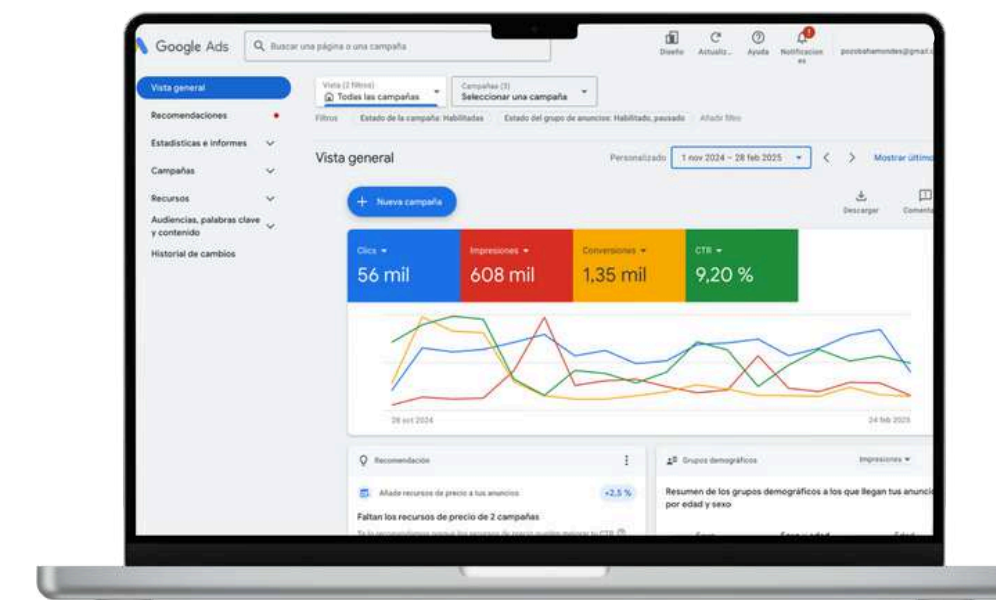 Google Ads
Buscar una página o una campaña
Diseño
Actualiz...
Ayuda
Notificacion
es
Vista general
Recomendaciones
Estadísticas e informes
Campañas
Recursos
Audiencias, palabras clave
y contenido
Historial de cambios
Vista (2 filtros)
Todas las campañas
Campañas (3)
Seleccionar una campaña
Filtros
Estado de la campaña: Habilitadas
Estado del grupo de anuncios: Habilitado, pausado
Añadir filtro
Vista general
Personalizado
1 nov 2024 – 28 feb 2025
Mostrar último
+ Nueva campaña
Descargar
Comenta
Clics
56 mil
Impresiones
608 mil
Conversiones
1,35 mil
CTR
9,20 %
28 oct 2024
24 feb 2025
Recomendación
Añade recursos de precio a tus anuncios
+2,5 %
Faltan los recursos de precio de 2 campañas
Grupos demográficos
Impresiones
Resumen de los grupos demográficos a los que llegan tus anuncio
por edad y sexo